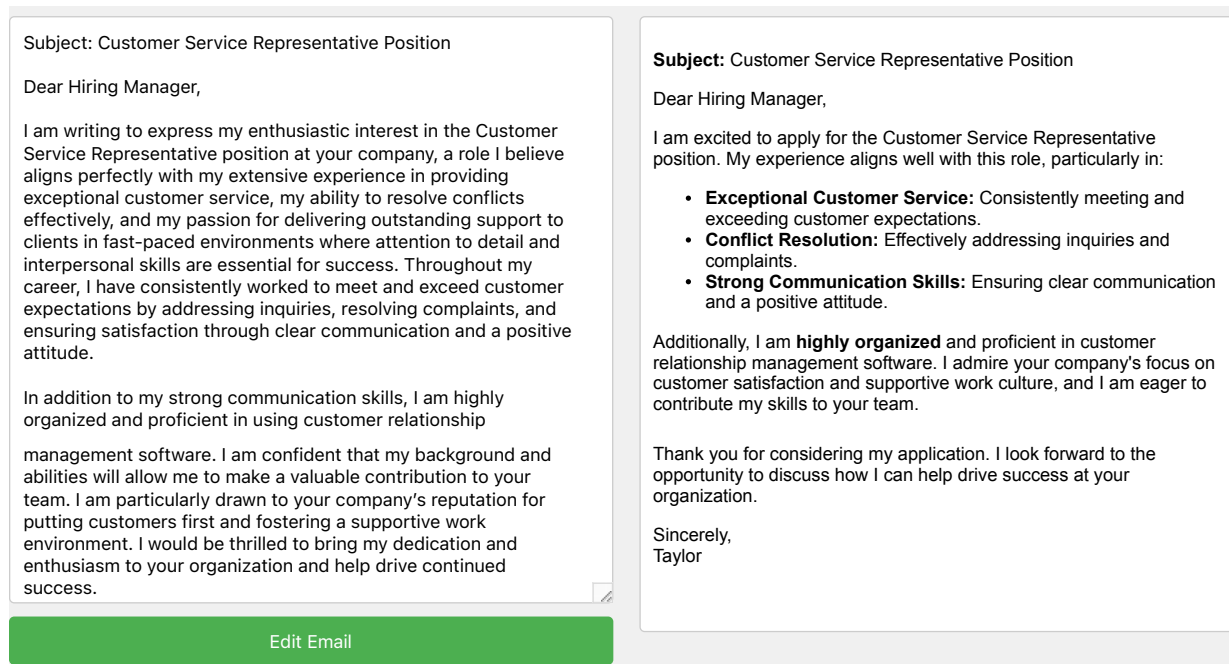 Subject: Customer Service Representative Position
Dear Hiring Manager,
I am writing to express my enthusiastic interest in the Customer
Service Representative position at your company, a role I believe
aligns perfectly with my extensive experience in providing
exceptional customer service, my ability to resolve conflicts
effectively, and my passion for delivering outstanding support to
clients in fast-paced environments where attention to detail and
interpersonal skills are essential for success. Throughout my
career, I have consistently worked to meet and exceed customer
expectations by addressing inquiries, resolving complaints, and
ensuring satisfaction through clear communication and a positive
attitude.
In addition to my strong communication skills, I am highly
organized and proficient in using customer relationship
management software. I am confident that my background and
abilities will allow me to make a valuable contribution to your
team. I am particularly drawn to your company’s reputation for
putting customers first and fostering a supportive work
environment. I would be thrilled to bring my dedication and
enthusiasm to your organization and help drive continued
success.
Edit Email
Subject: Customer Service Representative Position
Dear Hiring Manager,
I am excited to apply for the Customer Service Representative
position. My experience aligns well with this role, particularly in:
• Exceptional Customer Service: Consistently meeting and
exceeding customer expectations.
• Conflict Resolution: Effectively addressing inquiries and
complaints.
• Strong Communication Skills: Ensuring clear communication
and a positive attitude.
Additionally, I am highly organized and proficient in customer
relationship management software. I admire your company's focus on
customer satisfaction and supportive work culture, and I am eager to
contribute my skills to your team.
Thank you for considering my application. I look forward to the
opportunity to discuss how I can help drive success at your
organization.
Sincerely,
Taylor